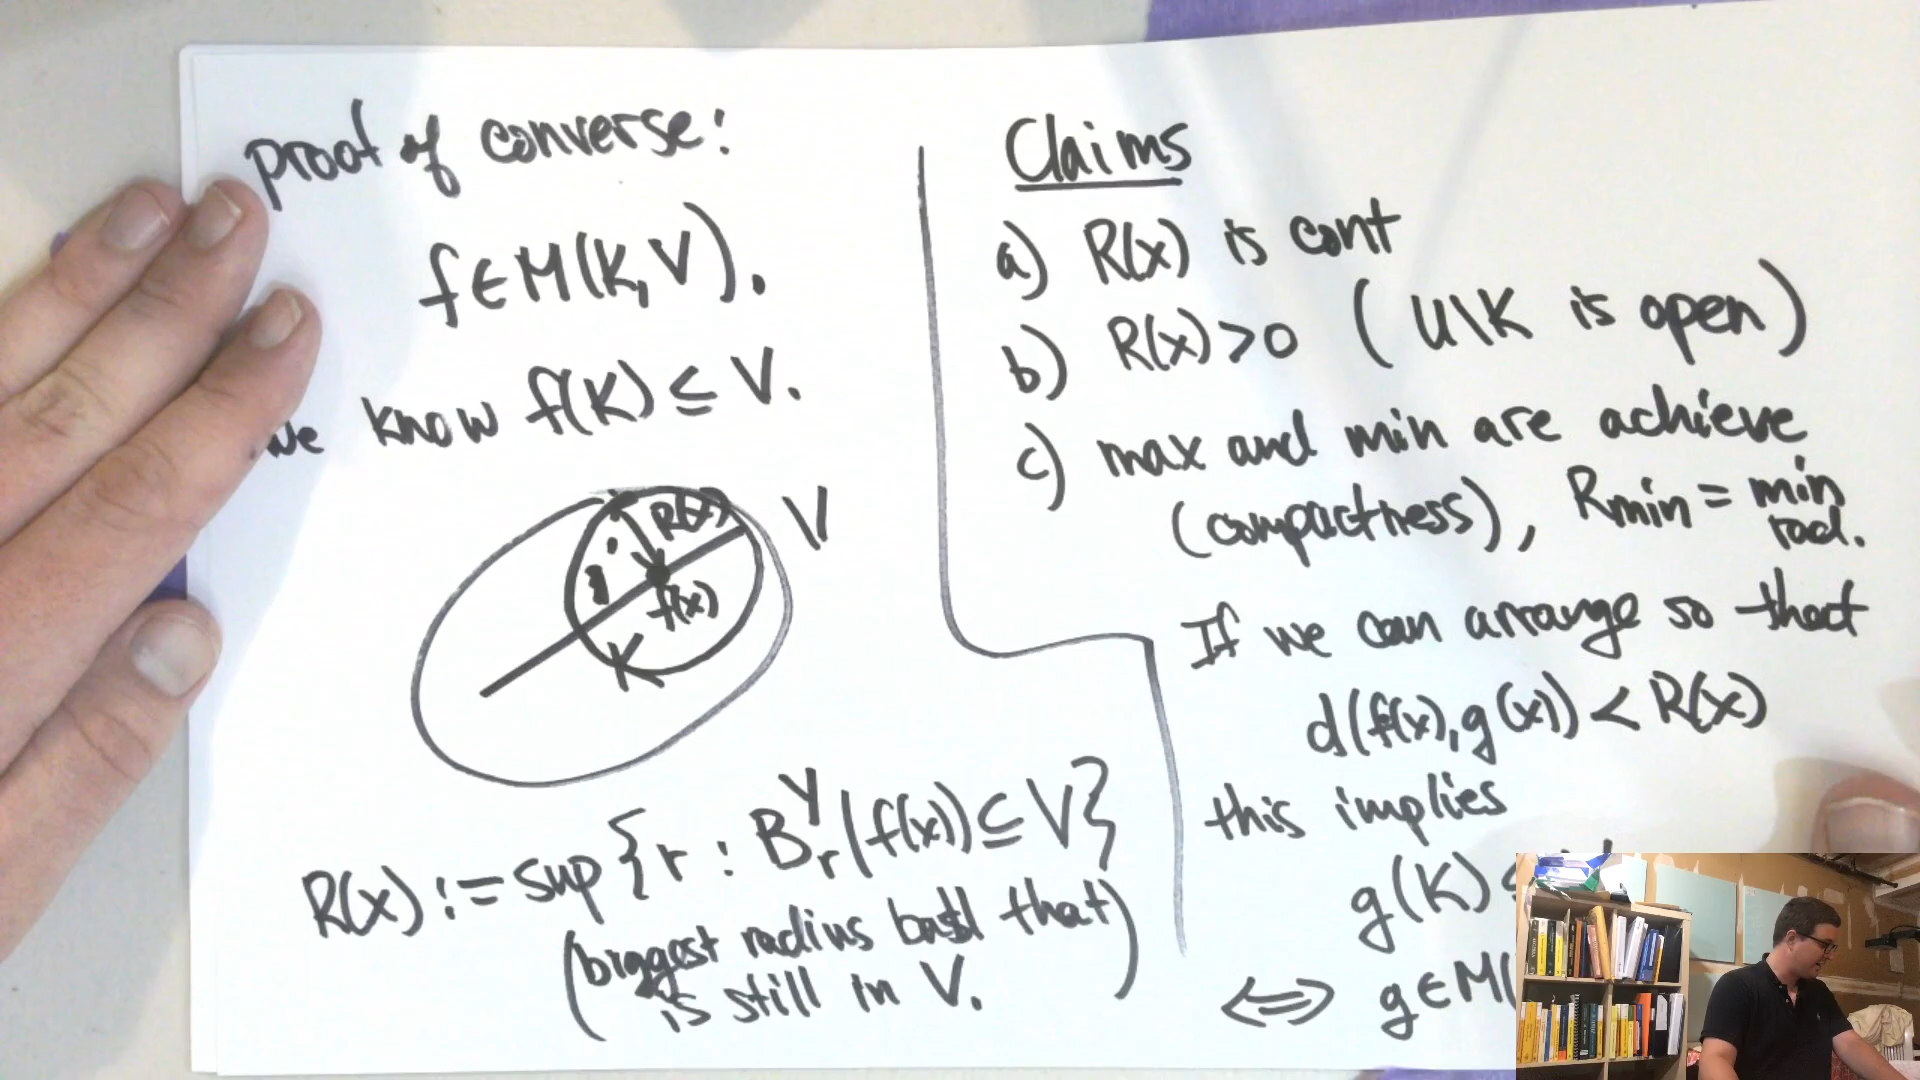 proof of converse:
f∈M(K,V).
we know f(K) ⊆ V.
R(x)
V
f(x)
K
R(x) := sup{r : B_r^Y(f(x)) ⊆ V}
(biggest radius ball that
is still in V.)
Claims
a) R(x) is cont
b) R(x)>0 (U\K is open)
c) max and min are achieve
(compactness), Rmin = min
rad.
If we can arrange so that
d(f(x),g(x)) < R(x)
this implies
g(K) ⊆
⟺ g∈M(